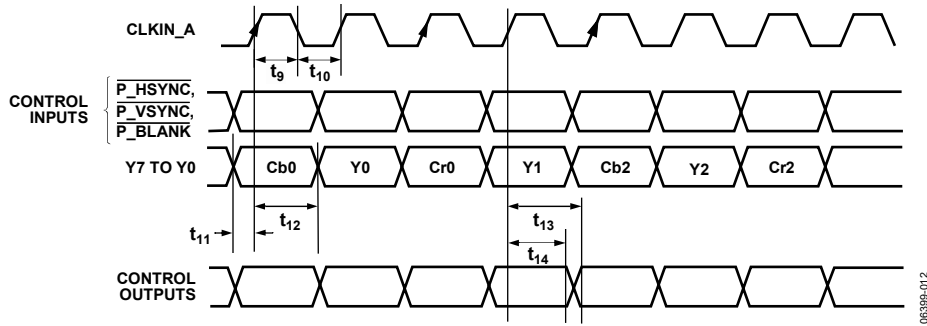 CLKIN_A
t9
t10
CONTROL INPUTS
P_HSYNC,
P_VSYNC,
P_BLANK
Y7 TO Y0
Cb0
Y0
Cr0
Y1
Cb2
Y2
Cr2
t11
t12
t13
t14
CONTROL OUTPUTS
06399-012